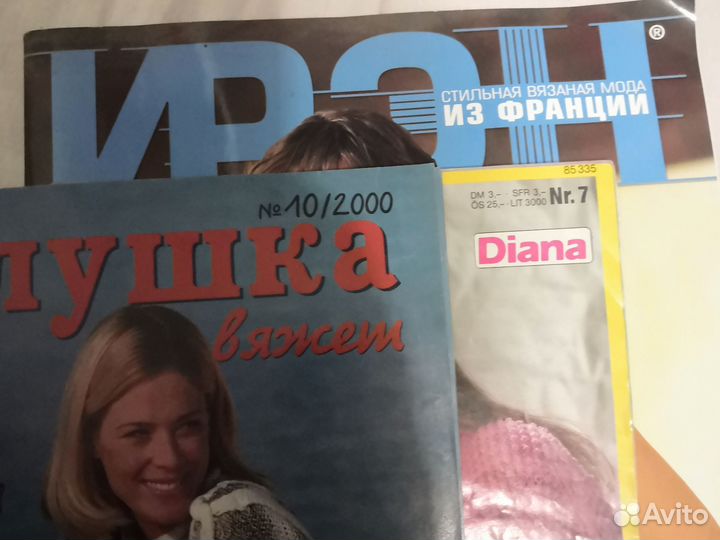 ИРЭН
®
СТИЛЬНАЯ ВЯЗАНАЯ МОДА
ИЗ ФРАНЦИИ
85 335
DM 3,– · SFR 3,–
ÖS 25,– · LIT 3000
Nr. 7
Diana
№10/2000
лушка
вяжет
Avito